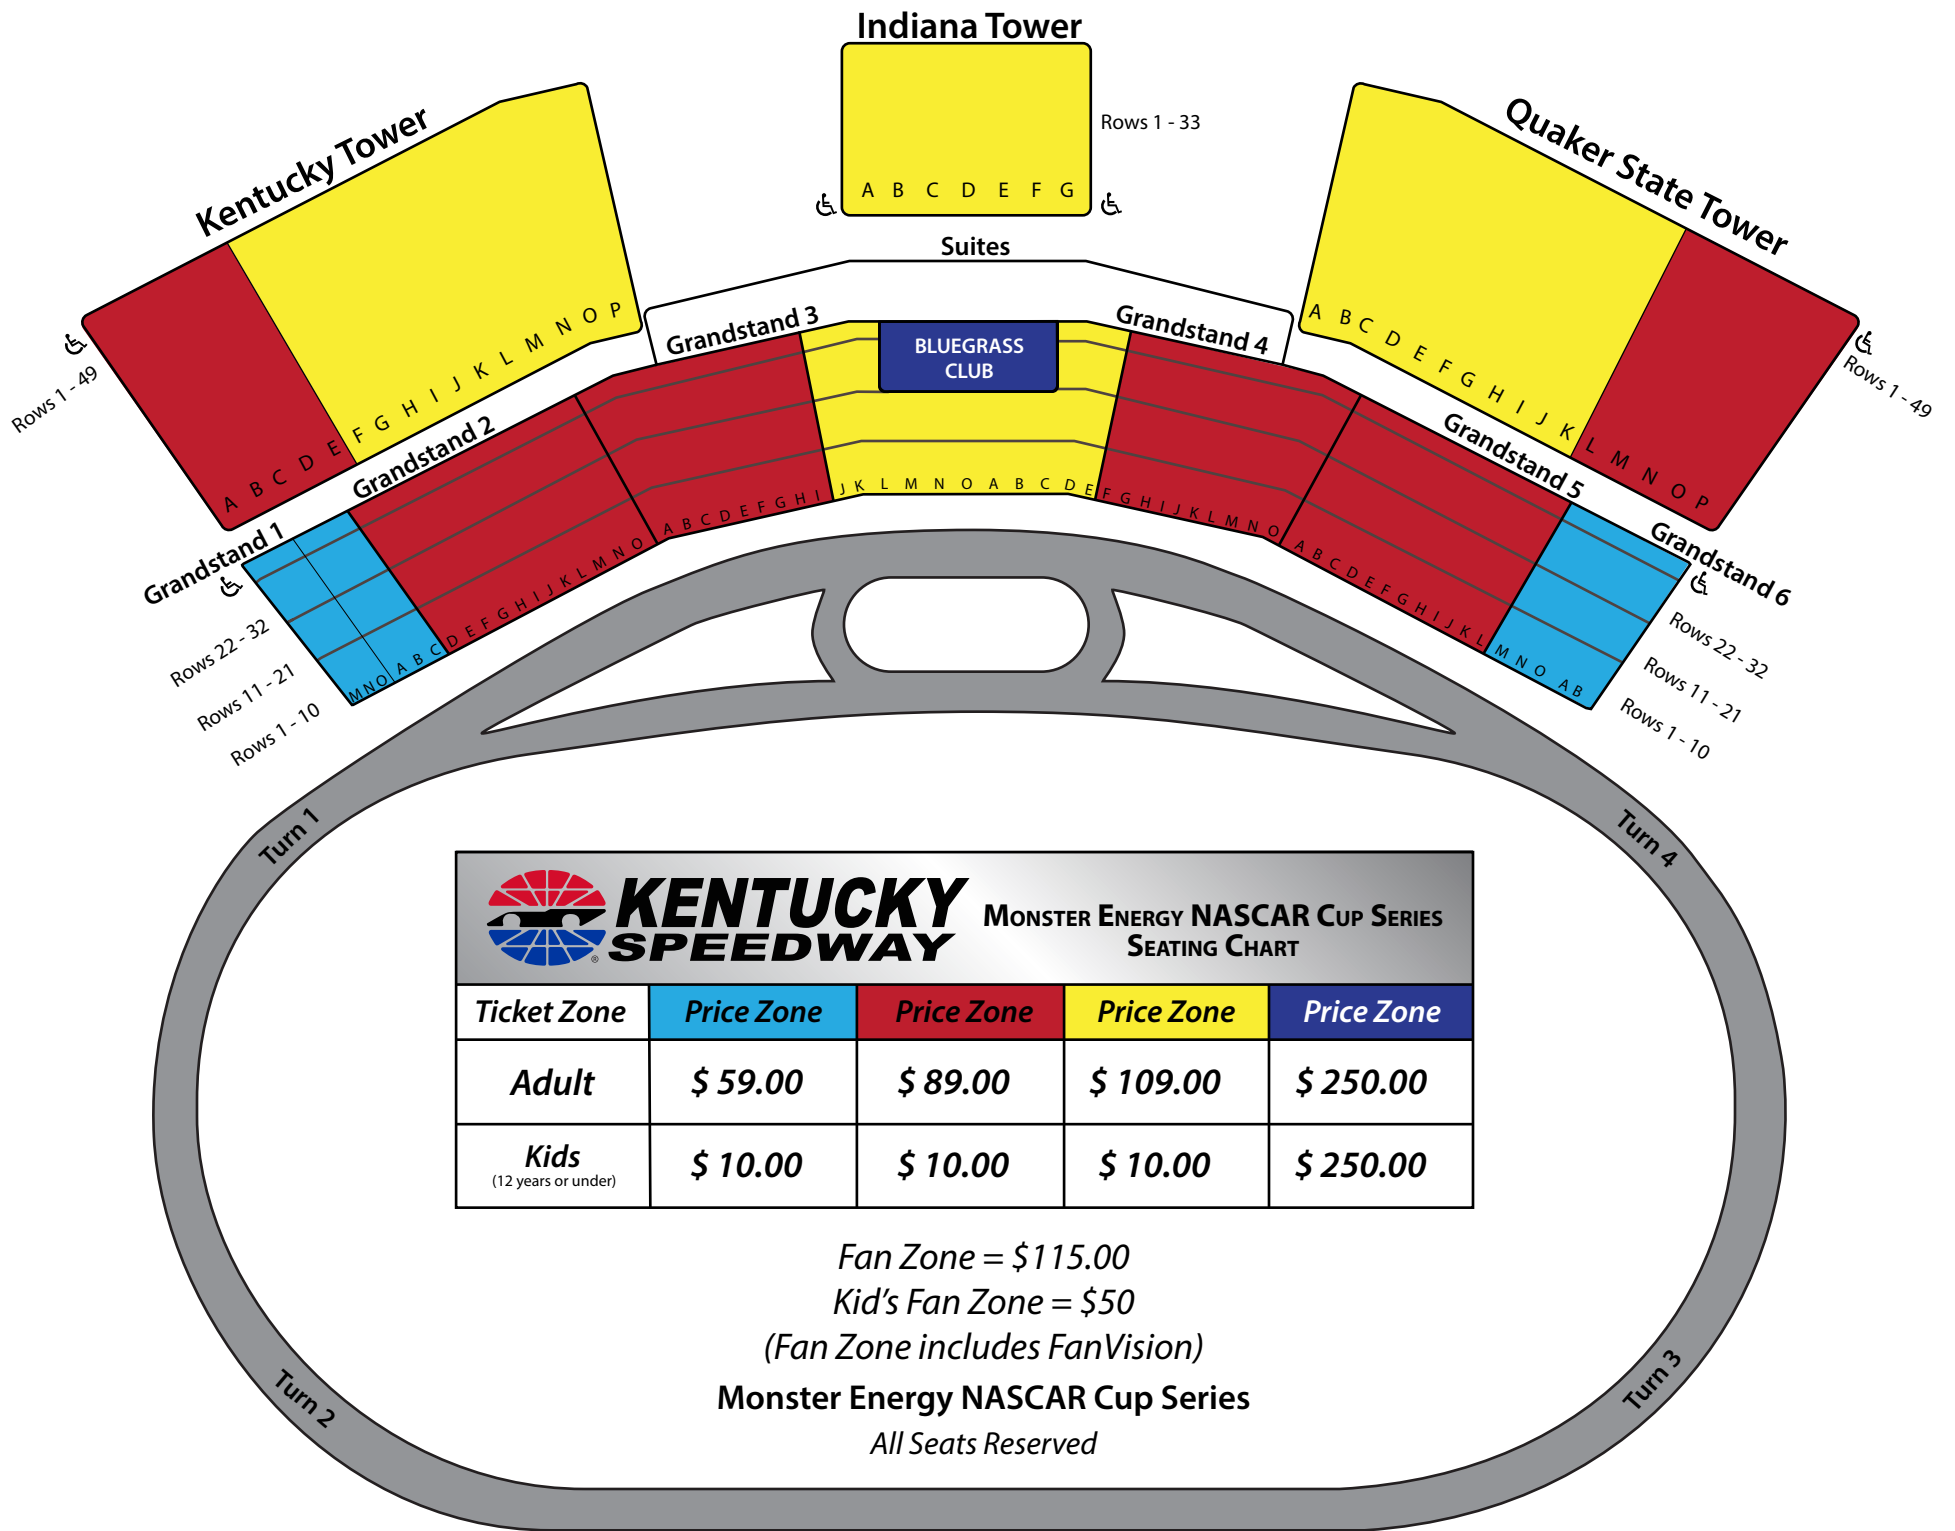 Indiana Tower
Rows 1 - 33
A B C D E F G
Kentucky Tower
Rows 1 - 49
A B C D E F G H I J K L M N O P
Quaker State Tower
A B C D E F G H I J K L M N O P
Rows 1 - 49
Suites
BLUEGRASS
CLUB
Grandstand 1
M N O
Grandstand 2
A B C D E F G H I J K L M N O
Grandstand 3
A B C D E F G H I J K L M N O
Grandstand 4
A B C D E F G H I J K L M N O
Grandstand 5
A B C D E F G H I J K L M N O
Grandstand 6
A B
Rows 22 - 32
Rows 11 - 21
Rows 1 - 10
Rows 22 - 32
Rows 11 - 21
Rows 1 - 10
Turn 1
Turn 4
KENTUCKY
SPEEDWAY ®
MONSTER ENERGY NASCAR CUP SERIES
SEATING CHART
Ticket Zone Price Zone Price Zone Price Zone Price Zone
Adult $ 59.00 $ 89.00 $ 109.00 $ 250.00
Kids $ 10.00 $ 10.00 $ 10.00 $ 250.00
(12 years or under)
Fan Zone = $115.00
Kid's Fan Zone = $50
(Fan Zone includes FanVision)
Monster Energy NASCAR Cup Series
All Seats Reserved
Turn 2
Turn 3